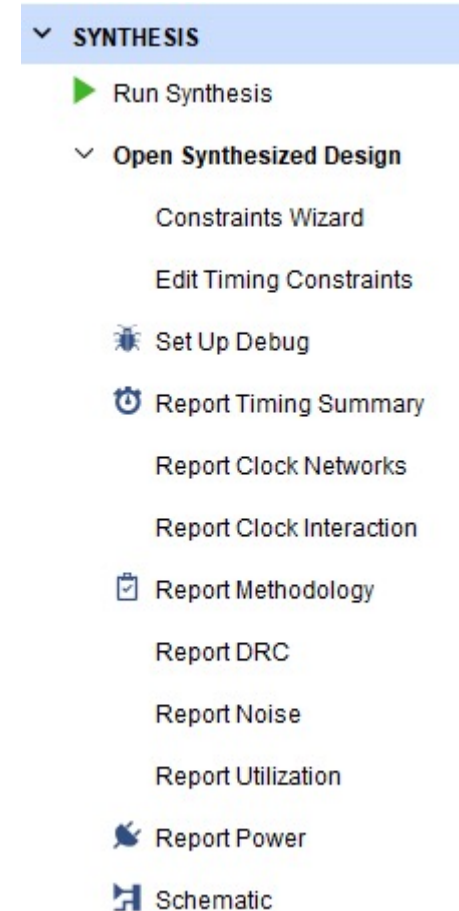 SYNTHESIS
Run Synthesis
Open Synthesized Design
Constraints Wizard
Edit Timing Constraints
Set Up Debug
Report Timing Summary
Report Clock Networks
Report Clock Interaction
Report Methodology
Report DRC
Report Noise
Report Utilization
Report Power
Schematic